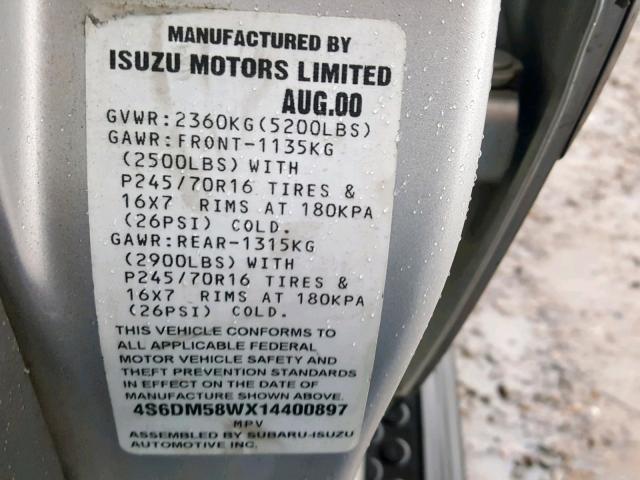 MANUFACTURED BY
ISUZU MOTORS LIMITED
AUG.00
GVWR:2360KG(5200LBS)
GAWR:FRONT-1135KG
(2500LBS) WITH
P245/70R16 TIRES &
16X7 RIMS AT 180KPA
(26PSI) COLD.
GAWR:REAR-1315KG
(2900LBS) WITH
P245/70R16 TIRES &
16X7 RIMS AT 180KPA
(26PSI) COLD.
THIS VEHICLE CONFORMS TO
ALL APPLICABLE FEDERAL
MOTOR VEHICLE SAFETY AND
THEFT PREVENTION STANDARDS
IN EFFECT ON THE DATE OF
MANUFACTURE SHOWN ABOVE.
4S6DM58WX14400897
MPV
ASSEMBLED BY SUBARU-ISUZU
AUTOMOTIVE INC.